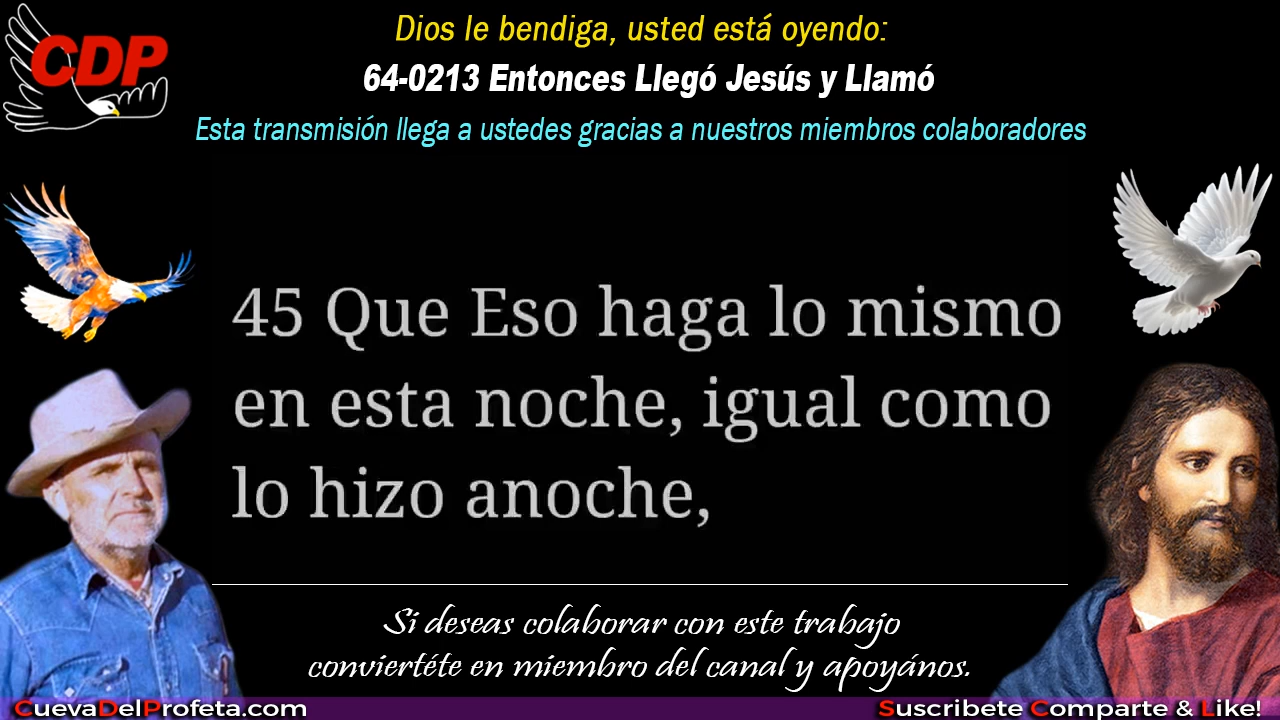 CDP
Dios le bendiga, usted está oyendo:
64-0213 Entonces Llegó Jesús y Llamó
Esta transmisión llega a ustedes gracias a nuestros miembros colaboradores
45 Que Eso haga lo mismo
en esta noche, igual como
lo hizo anoche,
Si deseas colaborar con este trabajo
conviertéte en miembro del canal y apoyános.
CuevaDelProfeta.com
Suscribete Comparte & Like!